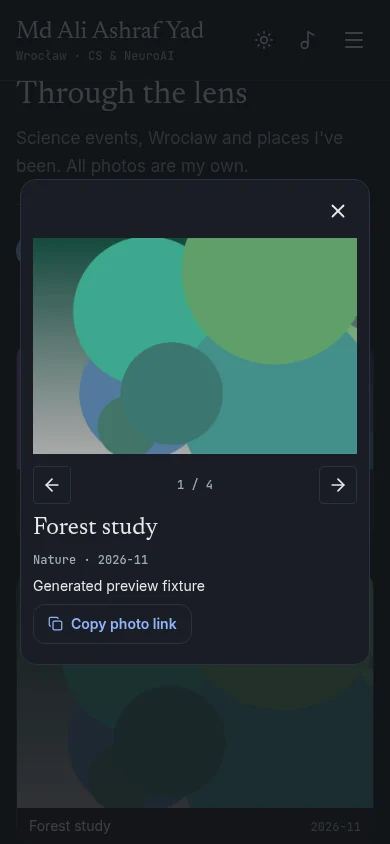 Md Ali Ashraf Yad
Wrocław · CS & NeuroAI
Through the lens
Science events, Wrocław and places I've
been. All photos are my own.
1 / 4
Forest study
Nature · 2026-11
Generated preview fixture
Copy photo link
Forest study
2026-11